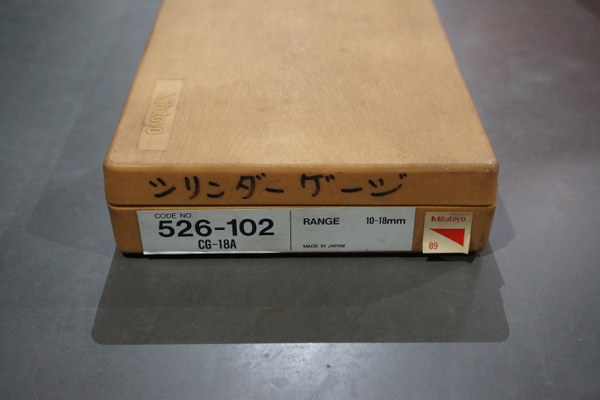 Mitutoyo
シリンダーゲージ
CODE NO.
526-102
CG-18A
RANGE 10-18mm
MADE IN JAPAN
Mitutoyo
89